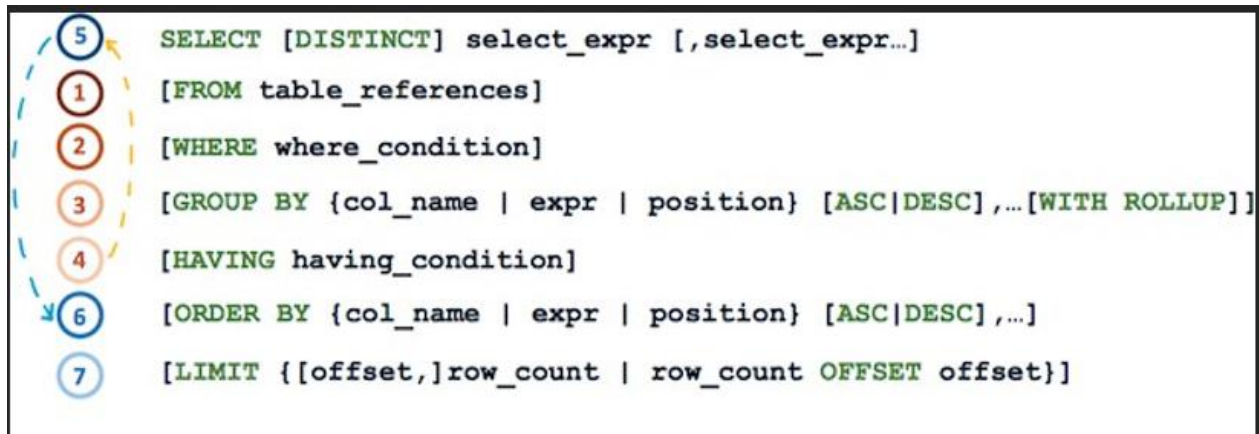 5 SELECT [DISTINCT] select_expr [,select_expr…]
1 [FROM table_references]
2 [WHERE where_condition]
3 [GROUP BY {col_name | expr | position} [ASC|DESC],…[WITH ROLLUP]]
4 [HAVING having_condition]
6 [ORDER BY {col_name | expr | position} [ASC|DESC],…]
7 [LIMIT {[offset,]row_count | row_count OFFSET offset}]